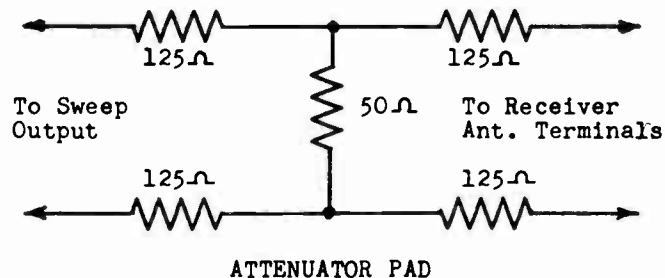 125Ω
125Ω
To Sweep
Output
50Ω
To Receiver
Ant. Terminals
125Ω
125Ω
ATTENUATOR PAD